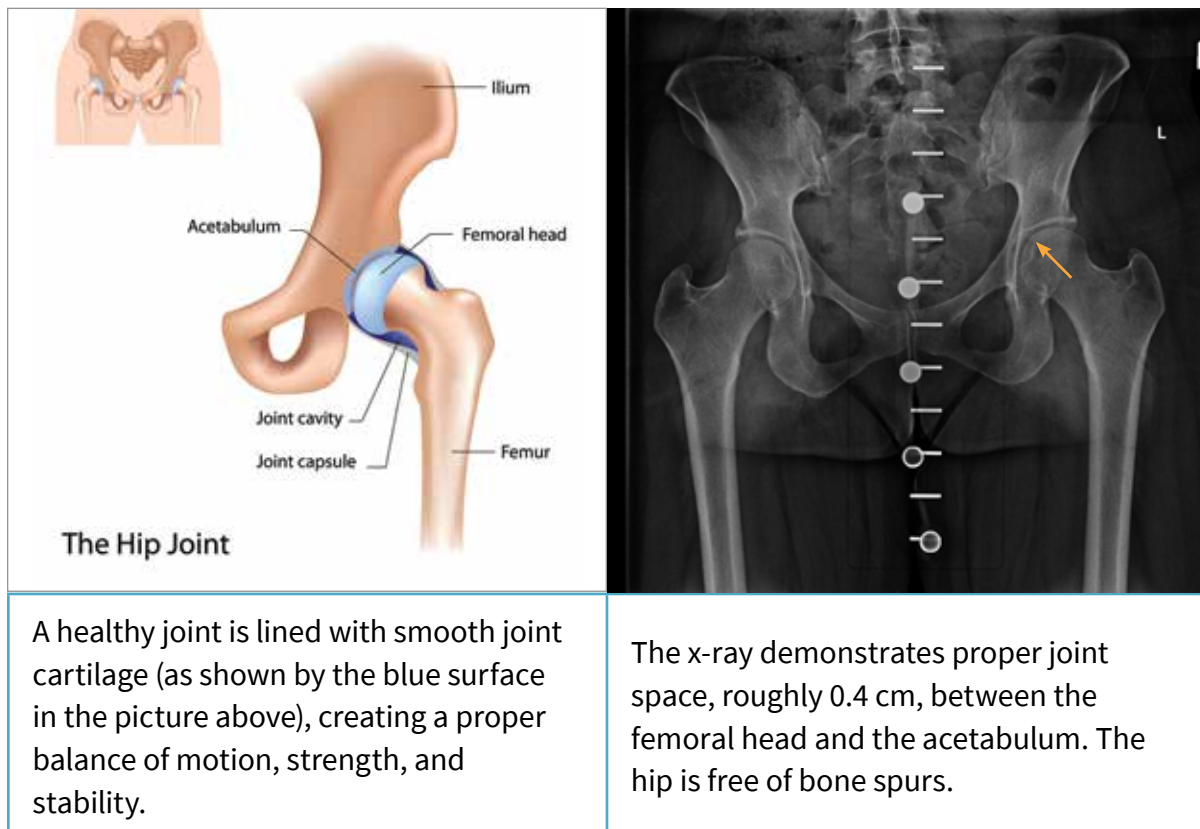 Ilium
Acetabulum
Femoral head
Joint cavity
Joint capsule
Femur
The Hip Joint
L
A healthy joint is lined with smooth joint
cartilage (as shown by the blue surface
in the picture above), creating a proper
balance of motion, strength, and
stability.
The x-ray demonstrates proper joint
space, roughly 0.4 cm, between the
femoral head and the acetabulum. The
hip is free of bone spurs.